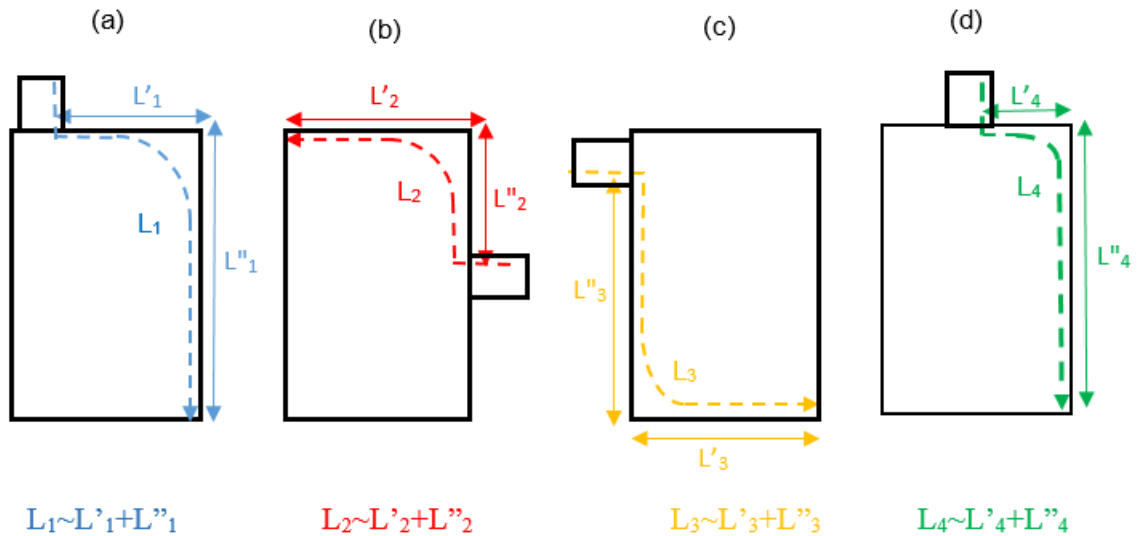 (a) (b) (c) (d)
L'₁ L'₂ L'₄
L₁ L₂ L"₂ L₄
L"₁ L"₃ L"₄
L₃
L'₃
L₁~L'₁+L”₁ L₂~L'₂+L”₂ L₃~L'₃+L”₃ L₄~L'₄+L”₄